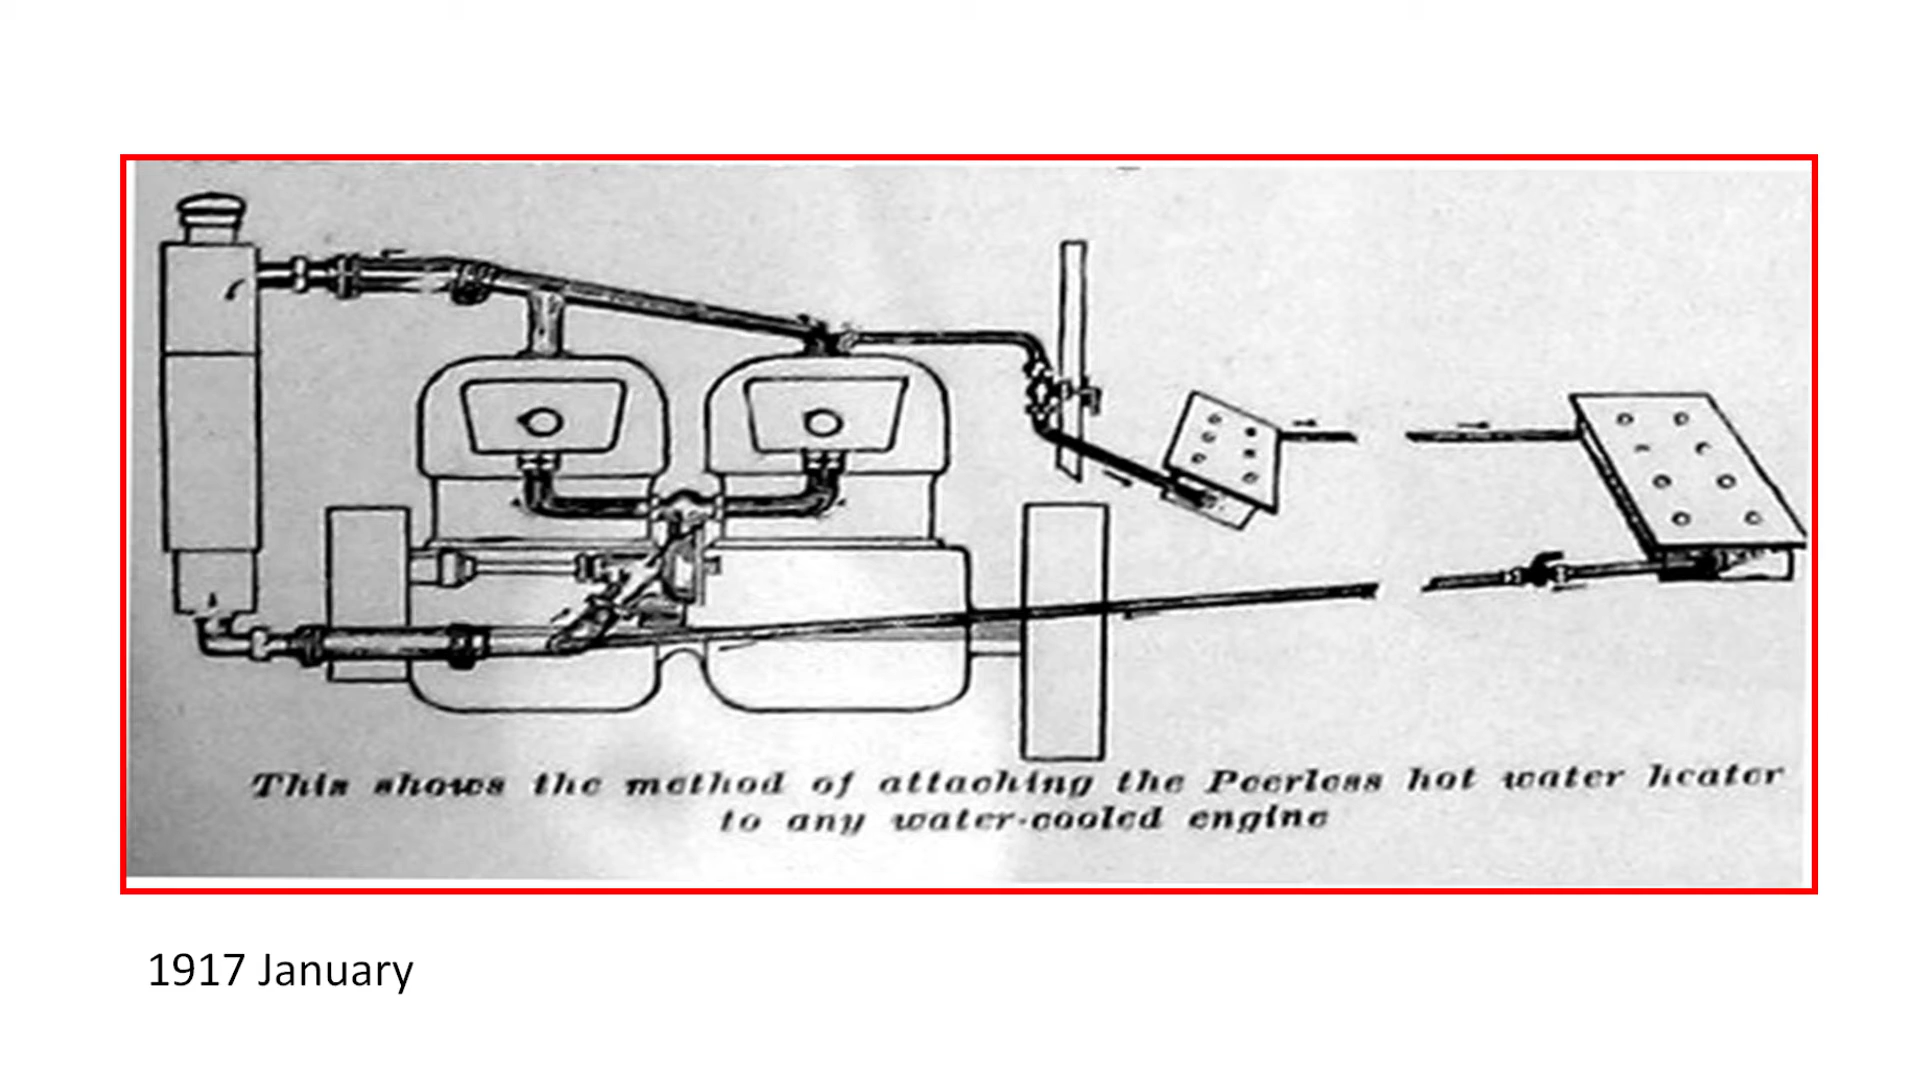 This shows the method of attaching the Peerless hot water heater
to any water-cooled engine
1917 January